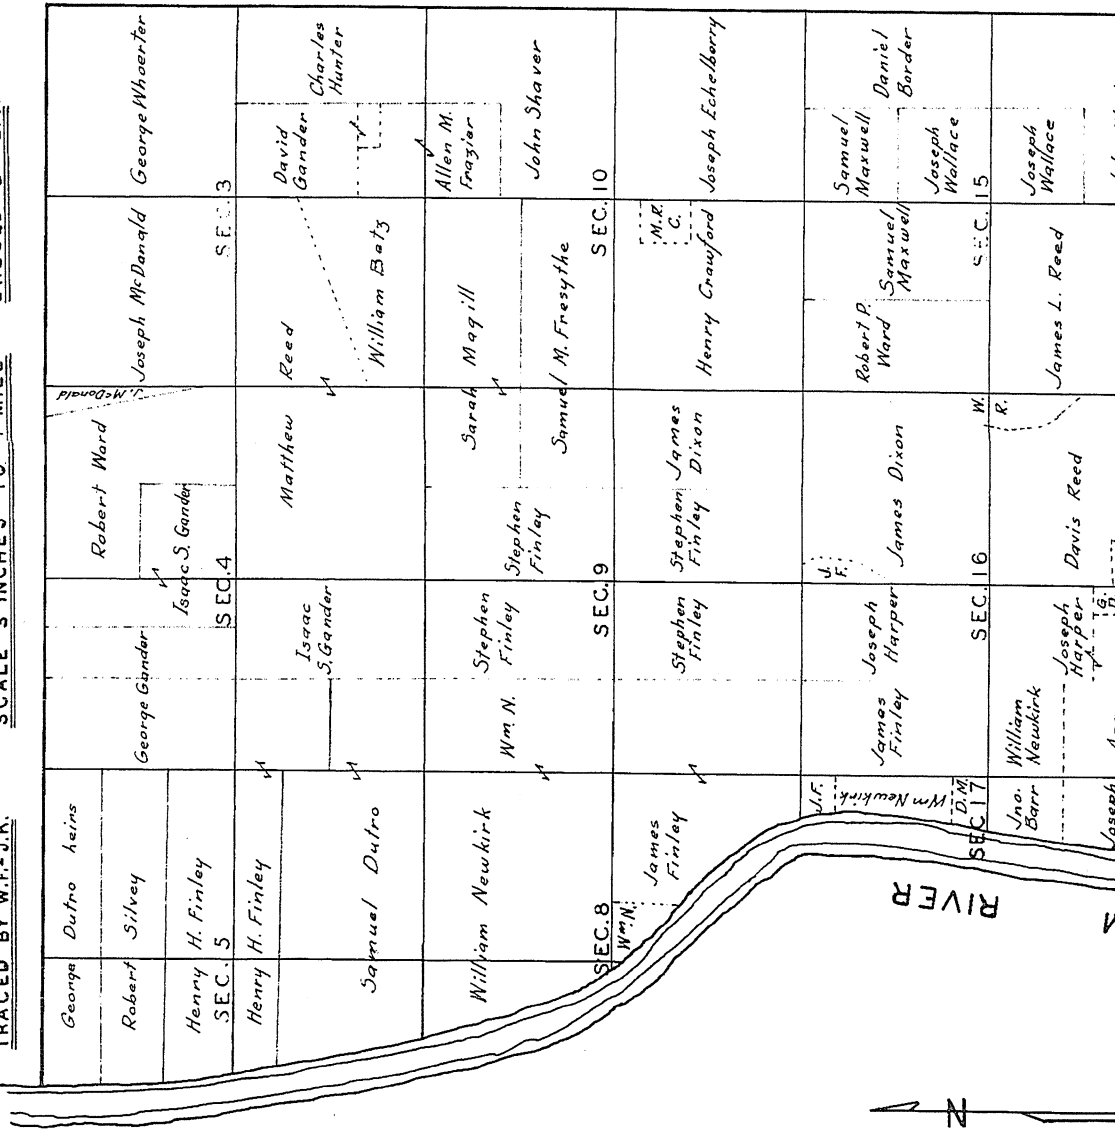 TRACED BY W.F.-J.R.
SCALE 3 INCHES TO 1 MILE
George Whoerter
Charles
Hunter
David
Gander
Allen M.
Frazier
John Shaver
Joseph Echelberry
Daniel
Border
Samuel
Maxwell
Joseph
Wallace
Joseph
Wallace
SEC. 3
SEC. 10
SEC. 15
Joseph McDonald
J. McDonald
Matthew Reed
William Betz
Sarah Magill
Samuel M. Fresythe
M.R.
C.
Henry Crawford
Samuel
Maxwell
Robert P.
Ward
James L. Reed
W.
R.
Robert Ward
Isaac S. Gander
SEC. 4
Stephen
Finley
SEC. 9
Stephen
Finley
James
Dixon
J.
F.
James Dixon
SEC. 16
Davis Reed
George Gander
Isaac
S. Gander
Stephen
Finley
Wm. N.
Stephen
Finley
Joseph
Harper
James
Finley
Joseph
Harper
G.
William
Newkirk
George Dutro heirs
Robert Silvey
Henry H. Finley
SEC. 5
Henry H. Finley
Samuel Dutro
William Newkirk
SEC. 8
Wm. N.
James
Finley
J.F.
Wm Newkirk
D.M.
SEC 17
Jno.
Barr
Joseph
RIVER
N